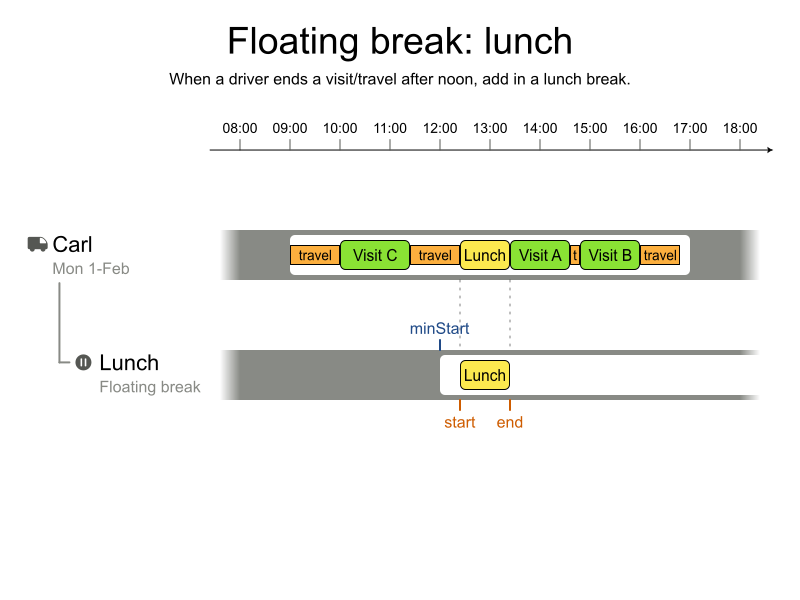 Floating break: lunch
When a driver ends a visit/travel after noon, add in a lunch break.
08:00 09:00 10:00 11:00 12:00 13:00 14:00 15:00 16:00 17:00 18:00
Carl
Mon 1-Feb
travel Visit C travel Lunch Visit A t Visit B travel
minStart
Lunch
Floating break
Lunch
start end